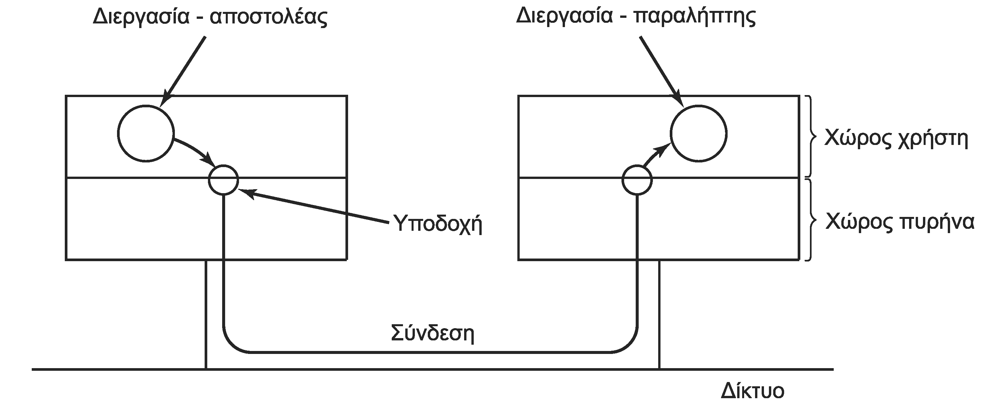 Διεργασία - αποστολέας
Διεργασία - παραλήπτης
Χώρος χρήστη
Υποδοχή
Χώρος πυρήνα
Σύνδεση
Δίκτυο